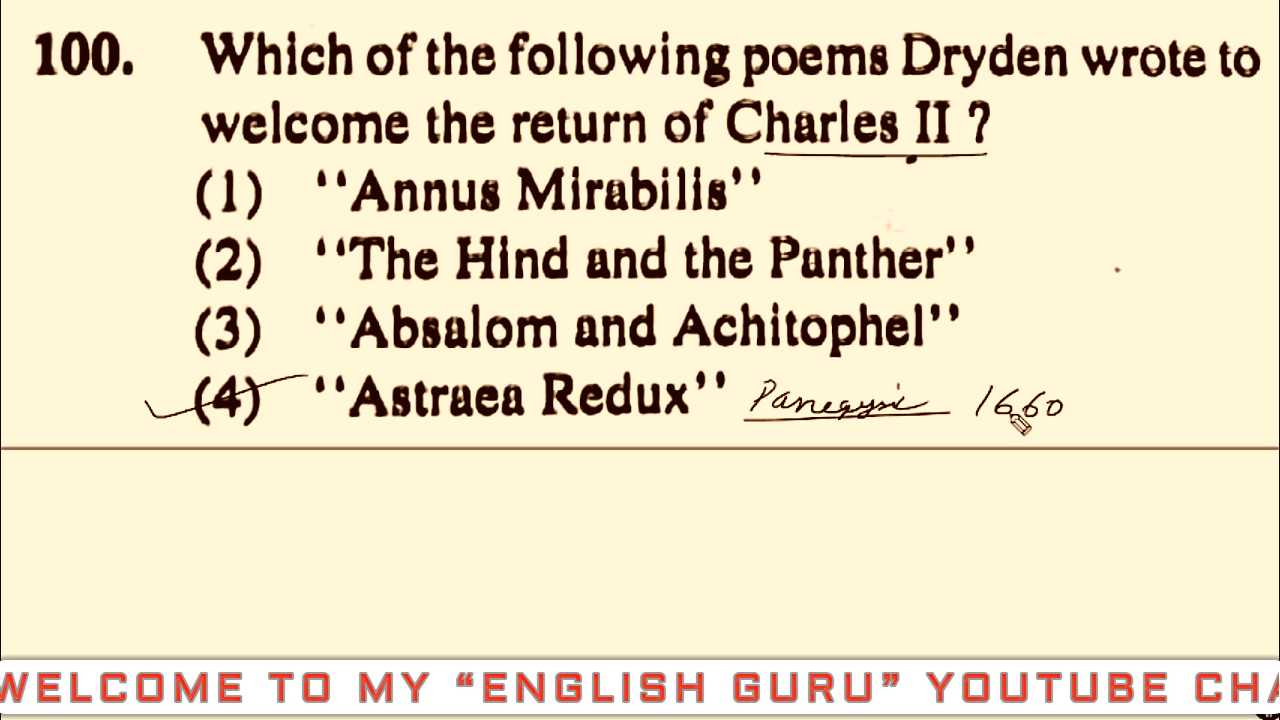 100. Which of the following poems Dryden wrote to
welcome the return of Charles II ?
(1) ‘‘Annus Mirabilis’’
(2) ‘‘The Hind and the Panther’’
(3) ‘‘Absalom and Achitophel’’
(4) ‘‘Astraea Redux’’ 1660
WELCOME TO MY “ENGLISH GURU” YOUTUBE CHA